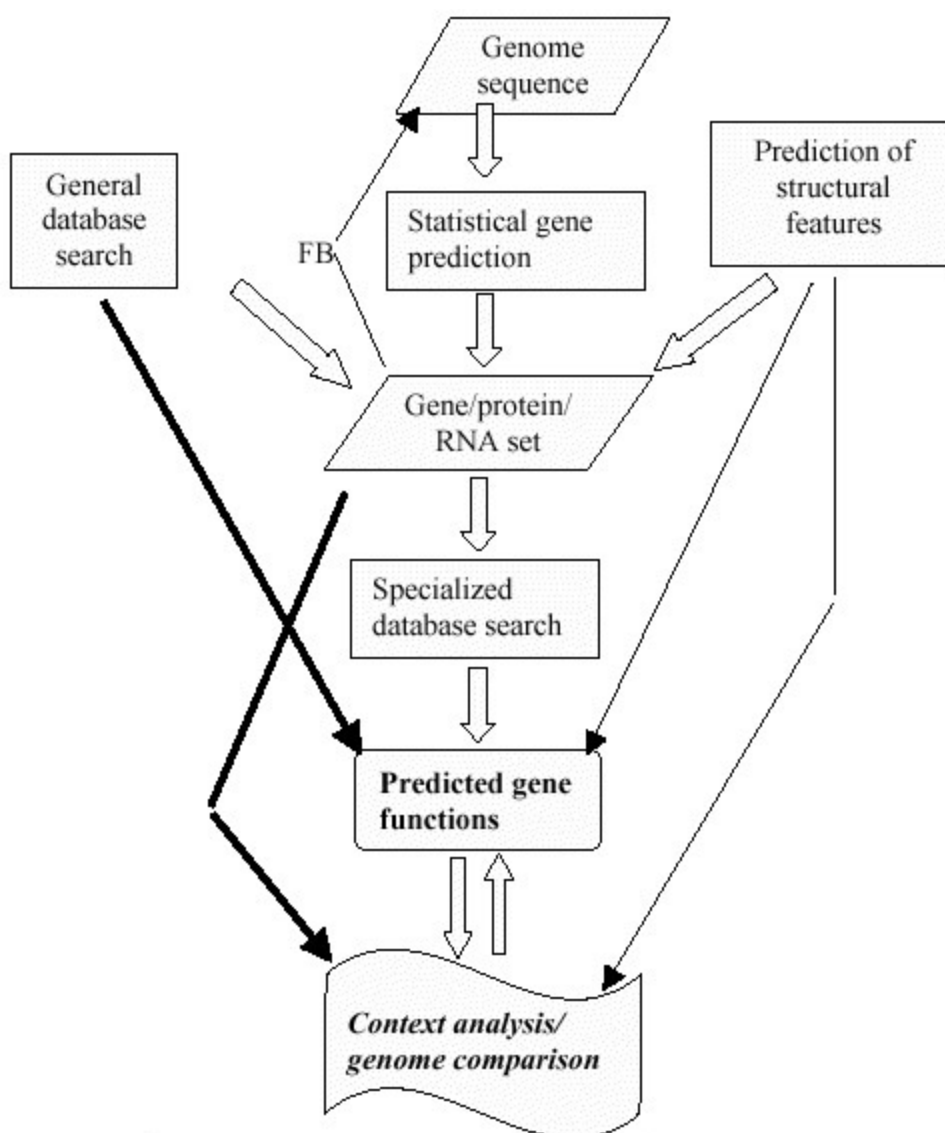 Genome
sequence
General
database
search
Prediction of
structural
features
Statistical gene
prediction
FB
Gene/protein/
RNA set
Specialized
database search
Predicted gene
functions
Context analysis/
genome comparison